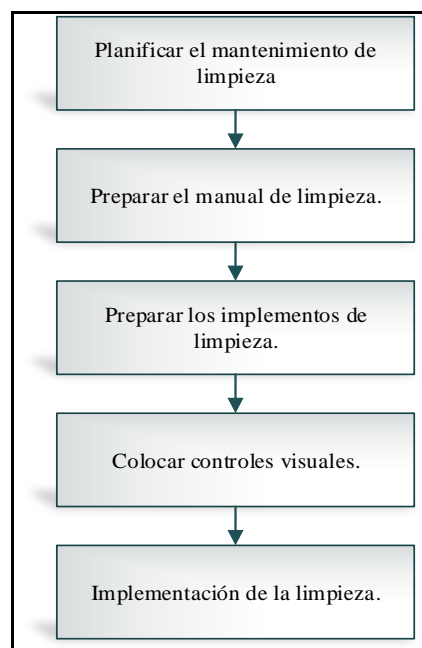 Planificar el mantenimiento de
limpieza
Preparar el manual de limpieza.
Preparar los implementos de
limpieza.
Colocar controles visuales.
Implementación de la limpieza.